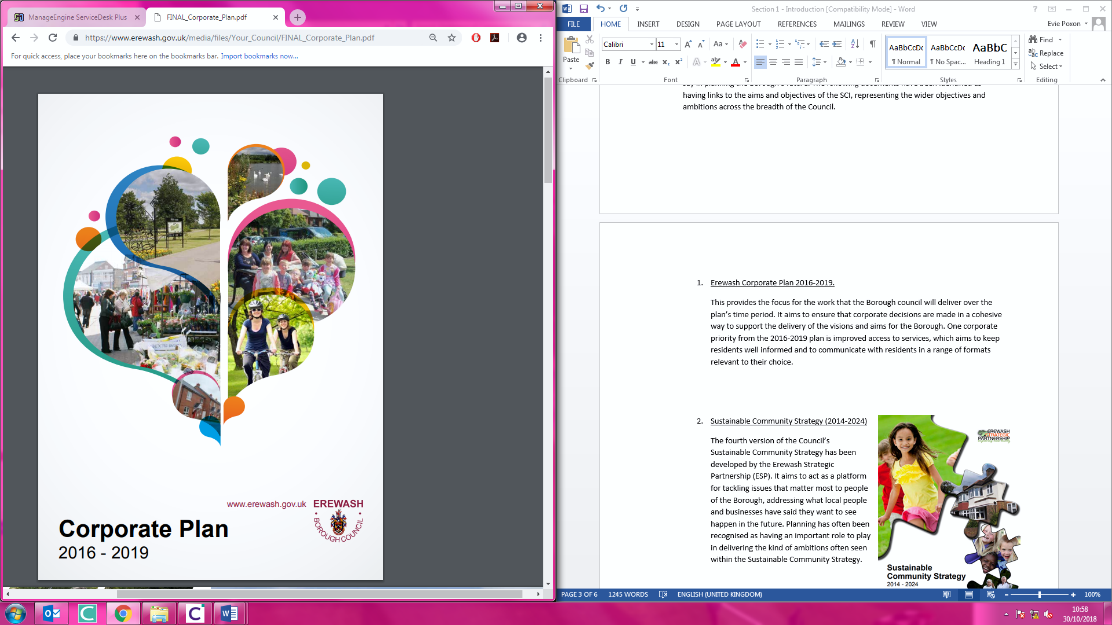 ManageEngine ServiceDesk Plus
FINAL_Corporate_Plan.pdf
https://www.erewash.gov.uk/media/files/Your_Council/FINAL_Corporate_Plan.pdf
For quick access, place your bookmarks here on the bookmarks bar. Import bookmarks now...
www.erewash.gov.uk
EREWASH
BOROUGH COUNCIL
Corporate Plan
2016 - 2019
Section 1 - Introduction [Compatibility Mode] - Word
FILE HOME INSERT DESIGN PAGE LAYOUT REFERENCES MAILINGS REVIEW VIEW
Evie Poxon
Paste
Calibri 11
Clipboard Font Paragraph Styles Editing
AaBbCcDc AaBbCcDc AaBbCc
¶ Normal ¶ No Spac... Heading 1
Find
Replace
Select
having links to the aims and objectives of the SCI, representing the wider objectives and
ambitions across the breadth of the Council.
1. Erewash Corporate Plan 2016-2019.
This provides the focus for the work that the Borough council will deliver over the
plan's time period. It aims to ensure that corporate decisions are made in a cohesive
way to support the delivery of the visions and aims for the Borough. One corporate
priority from the 2016-2019 plan is improved access to services, which aims to keep
residents well informed and to communicate with residents in a range of formats
relevant to their choice.
2. Sustainable Community Strategy (2014-2024)
The fourth version of the Council's
Sustainable Community Strategy has been
developed by the Erewash Strategic
Partnership (ESP). It aims to act as a platform
for tackling issues that matter most to people
of the Borough, addressing what local people
and businesses have said they want to see
happen in the future. Planning has often been
recognised as having an important role to play
in delivering the kind of ambitions often seen
within the Sustainable Community Strategy.
EREWASH
PARTNERSHIP
Sustainable
Community Strategy
2014 - 2024
PAGE 3 OF 6 1245 WORDS ENGLISH (UNITED KINGDOM)
100%
10:58
30/10/2018